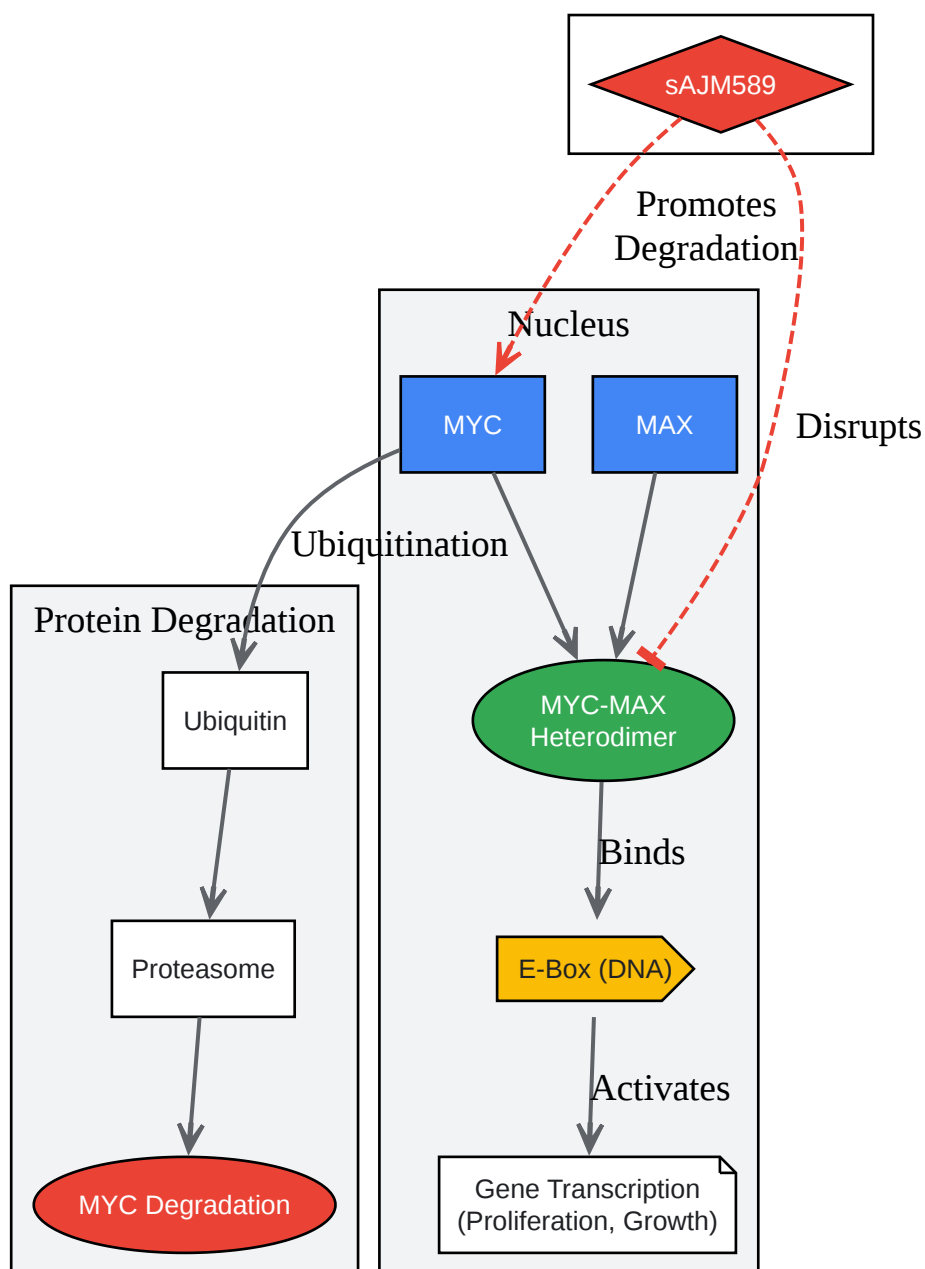 sAJM589
Promotes
Degradation
Nucleus
MYC
MAX
Disrupts
Ubiquitination
Protein Degradation
Ubiquitin
MYC-MAX
Heterodimer
Binds
Proteasome
E-Box (DNA)
Activates
MYC Degradation
Gene Transcription
(Proliferation, Growth)